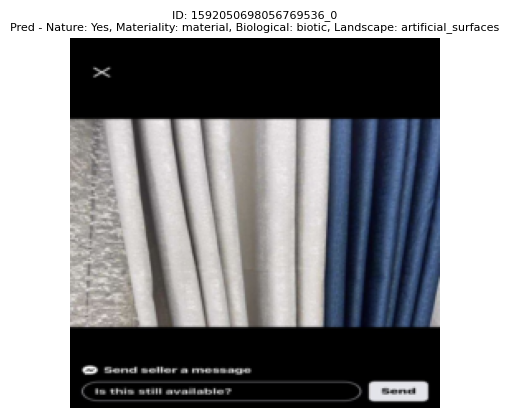 ID: 1592050698056769536_0
Pred - Nature: Yes, Materiality: material, Biological: biotic, Landscape: artificial_surfaces
Send seller a message
Is this still available?
Send